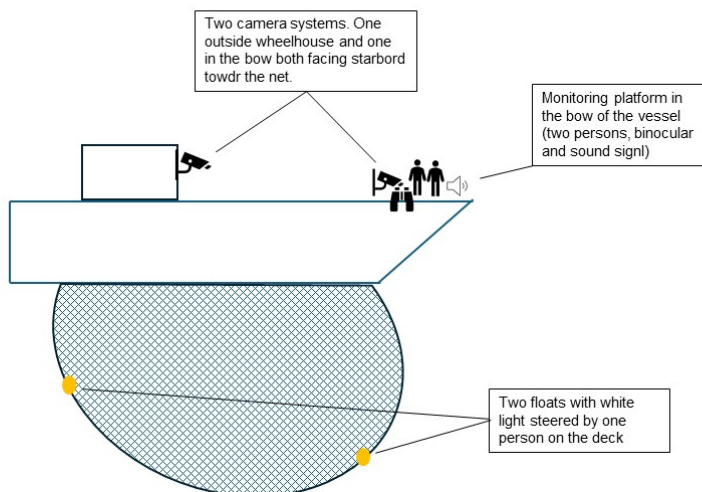 Two camera systems. One
outside wheelhouse and one
in the bow both facing starbord
towdr the net.
Monitoring platform in
the bow of the vessel
(two persons, binocular
and sound signl)
Two floats with white
light steered by one
person on the deck